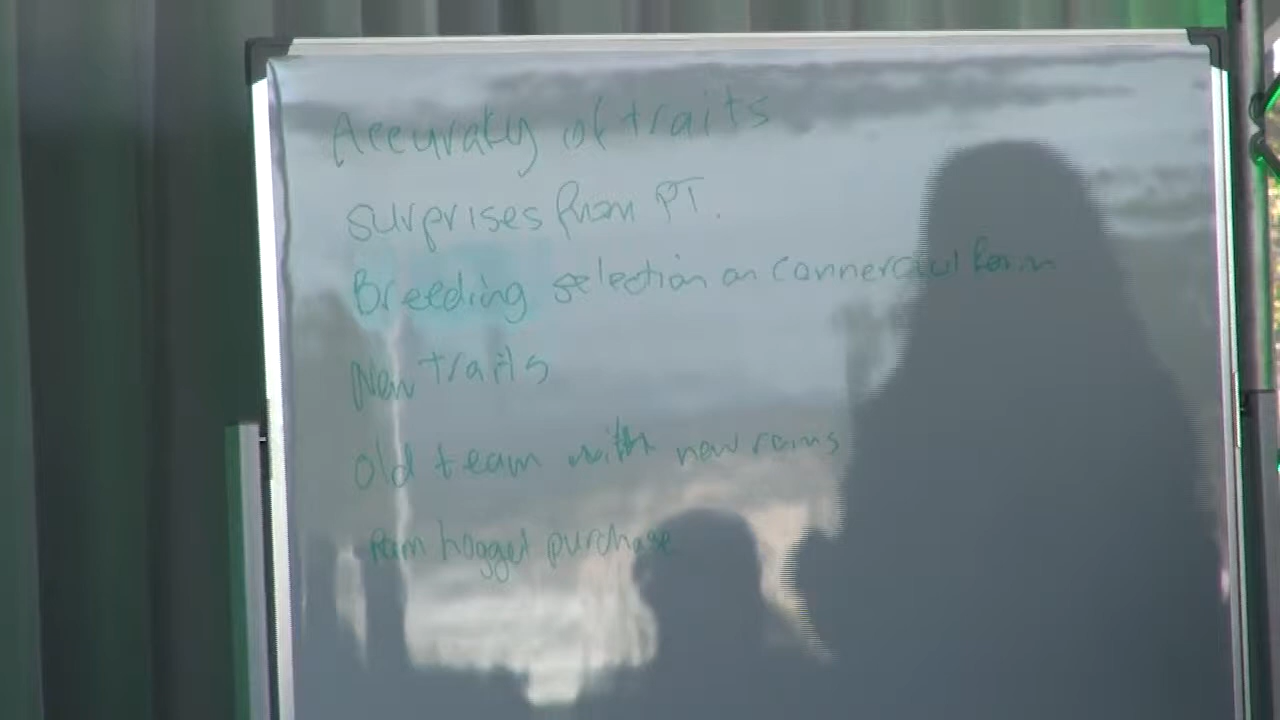 Accuraky of traits
surprises from PT.
Breeding selection on commercial farm
New traits
old team with new rams
Ram hogget purchase